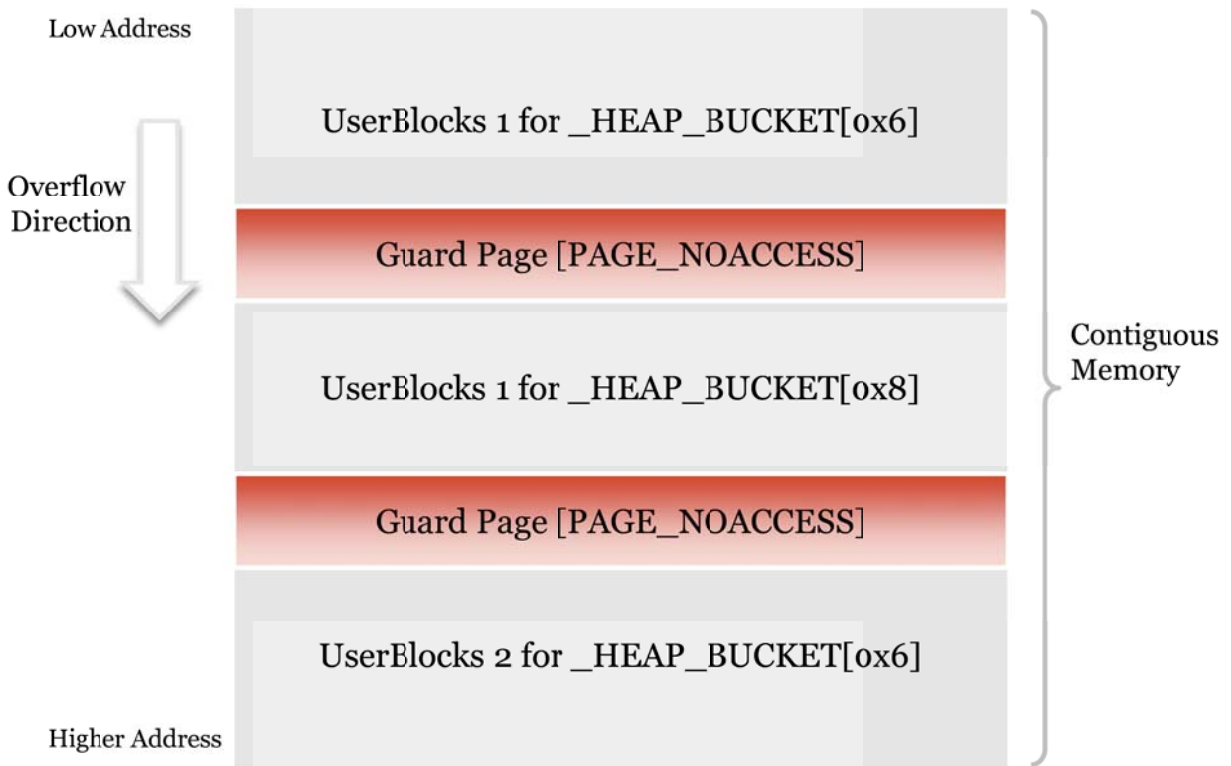 Low Address
UserBlocks 1 for _HEAP_BUCKET[0x6]
Overflow
Direction
Guard Page [PAGE_NOACCESS]
Contiguous
Memory
UserBlocks 1 for _HEAP_BUCKET[0x8]
Guard Page [PAGE_NOACCESS]
UserBlocks 2 for _HEAP_BUCKET[0x6]
Higher Address